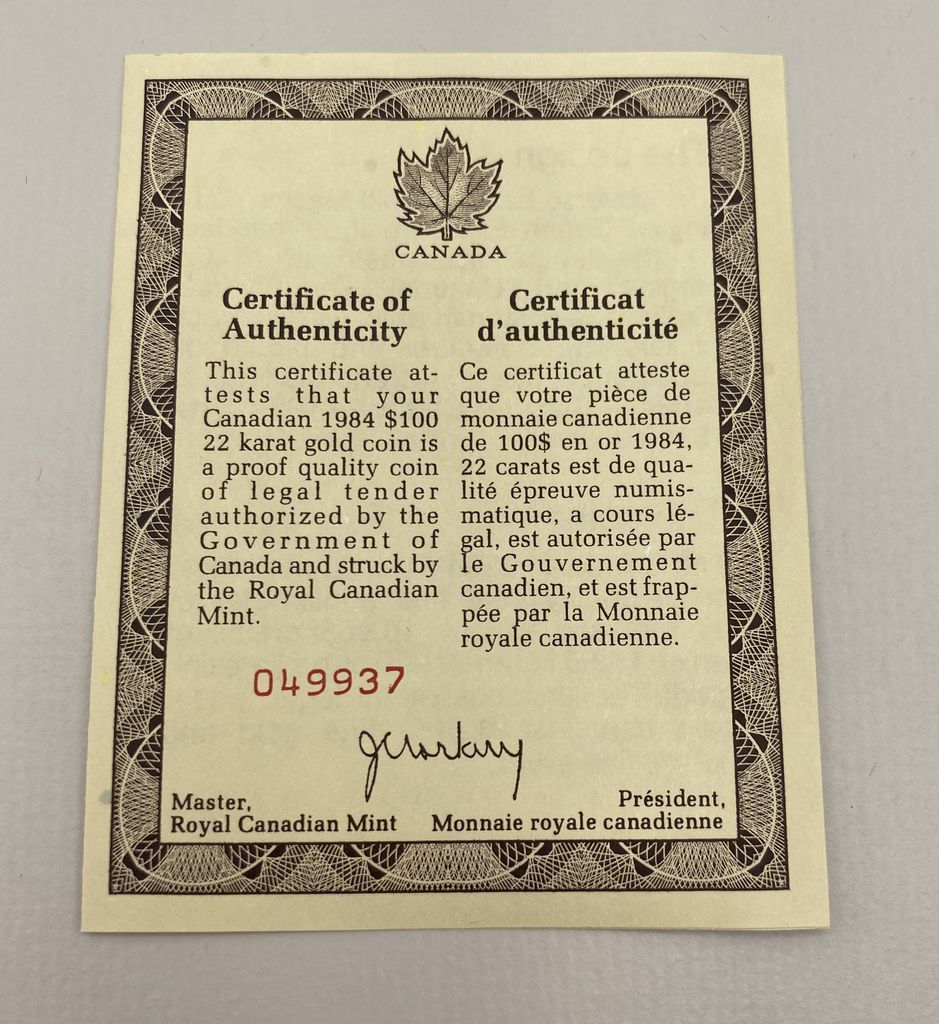 CANADA
Certificate of
Authenticity
This certificate at-
tests that your
Canadian 1984 $100
22 karat gold coin is
a proof quality coin
of legal tender
authorized by the
Government of
Canada and struck by
the Royal Canadian
Mint.
Certificat
d'authenticité
Ce certificat atteste
que votre pièce de
monnaie canadienne
de 100$ en or 1984,
22 carats est de qua-
lité épreuve numis-
matique, a cours lé-
gal, est autorisée par
le Gouvernement
canadien, et est frap-
pée par la Monnaie
royale canadienne.
049937
Master,
Royal Canadian Mint
Président,
Monnaie royale canadienne